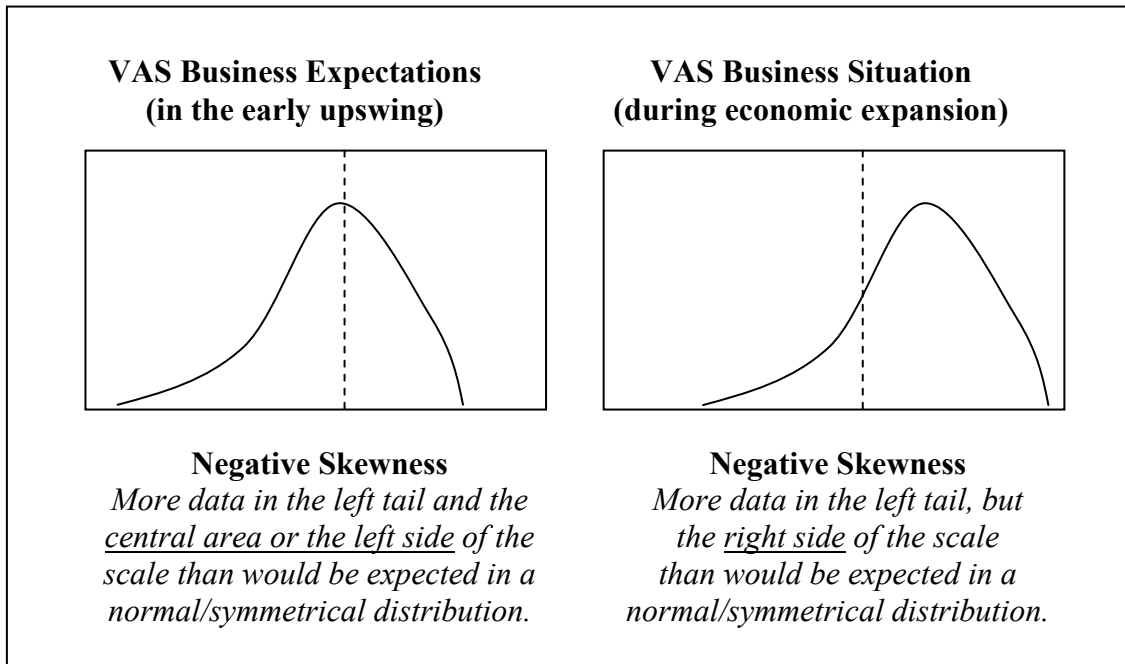 VAS Business Expectations
(in the early upswing)
VAS Business Situation
(during economic expansion)
Negative Skewness
More data in the left tail and the
central area or the left side of the
scale than would be expected in a
normal/symmetrical distribution.
Negative Skewness
More data in the left tail, but
the right side of the scale
than would be expected in a
normal/symmetrical distribution.